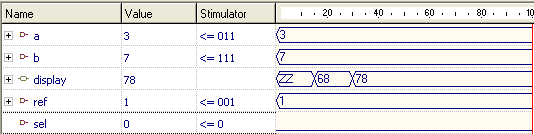 Name Value Stimulator 20 40 60 80 100
a 3 <= 011 3
b 7 <= 111 7
display 78 ZZ 68 78
ref 1 <= 001 1
sel 0 <= 0